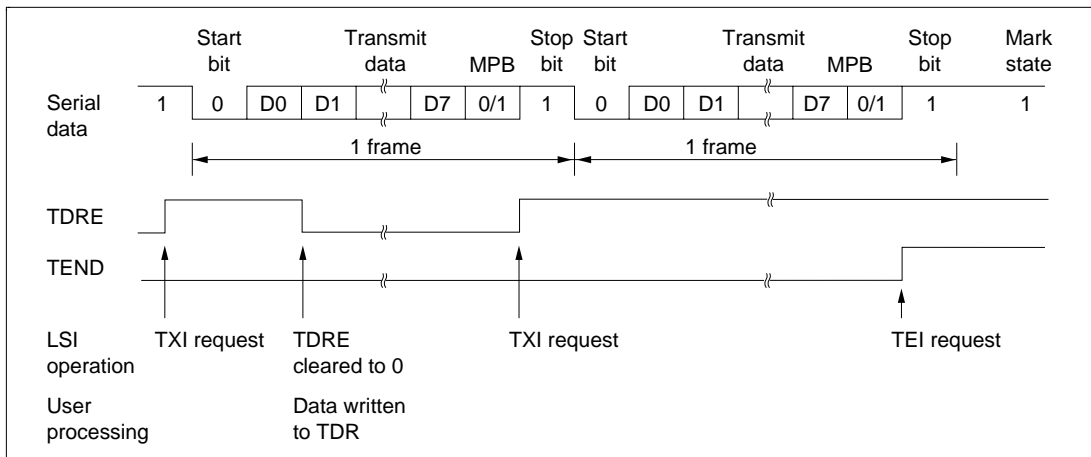 Start bit Transmit data MPB Stop bit Start bit Transmit data MPB Stop bit Mark state
Serial data 1 0 D0 D1 D7 0/1 1 0 D0 D1 D7 0/1 1 1
1 frame 1 frame
TDRE
TEND
LSI operation TXI request TDRE cleared to 0 TXI request TEI request
User processing Data written to TDR